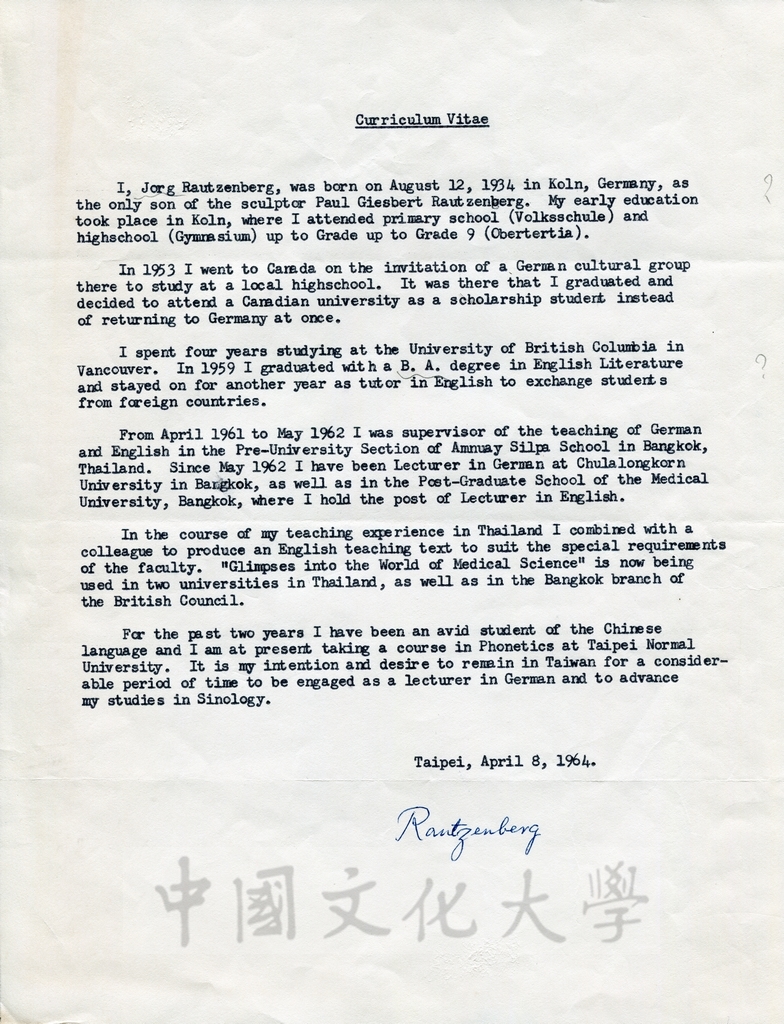 Curriculum Vitae
I, Jorg Rautzenberg, was born on August 12, 1934 in Koln, Germany, as
the only son of the sculptor Paul Giesbert Rautzenberg. My early education
took place in Koln, where I attended primary school (Volksschule) and
highschool (Gymnasium) up to Grade up to Grade 9 (Obertertia).
In 1953 I went to Canada on the invitation of a German cultural group
there to study at a local highschool. It was there that I graduated and
decided to attend a Canadian university as a scholarship student instead
of returning to Germany at once.
I spent four years studying at the University of British Columbia in
Vancouver. In 1959 I graduated with a B. A. degree in English Literature
and stayed on for another year as tutor in English to exchange students
from foreign countries.
From April 1961 to May 1962 I was supervisor of the teaching of German
and English in the Pre-University Section of Amnuay Silpa School in Bangkok,
Thailand. Since May 1962 I have been Lecturer in German at Chulalongkorn
University in Bangkok, as well as in the Post-Graduate School of the Medical
University, Bangkok, where I hold the post of Lecturer in English.
In the course of my teaching experience in Thailand I combined with a
colleague to produce an English teaching text to suit the special requirements
of the faculty. "Glimpses into the World of Medical Science" is now being
used in two universities in Thailand, as well as in the Bangkok branch of
the British Council.
For the past two years I have been an avid student of the Chinese
language and I am at present taking a course in Phonetics at Taipei Normal
University. It is my intention and desire to remain in Taiwan for a consider-
able period of time to be engaged as a lecturer in German and to advance
my studies in Sinology.
Taipei, April 8, 1964.
Rautzenberg
中國文化大學
?
?